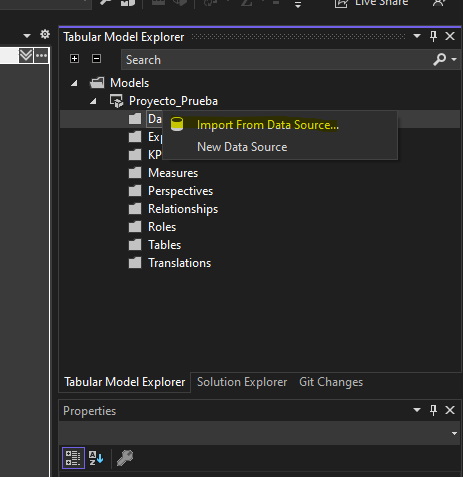 Live Share
Tabular Model Explorer
Search
Models
Proyecto_Prueba
Da
Import From Data Source...
Exp
New Data Source
KP
Measures
Perspectives
Relationships
Roles
Tables
Translations
Tabular Model Explorer Solution Explorer Git Changes
Properties